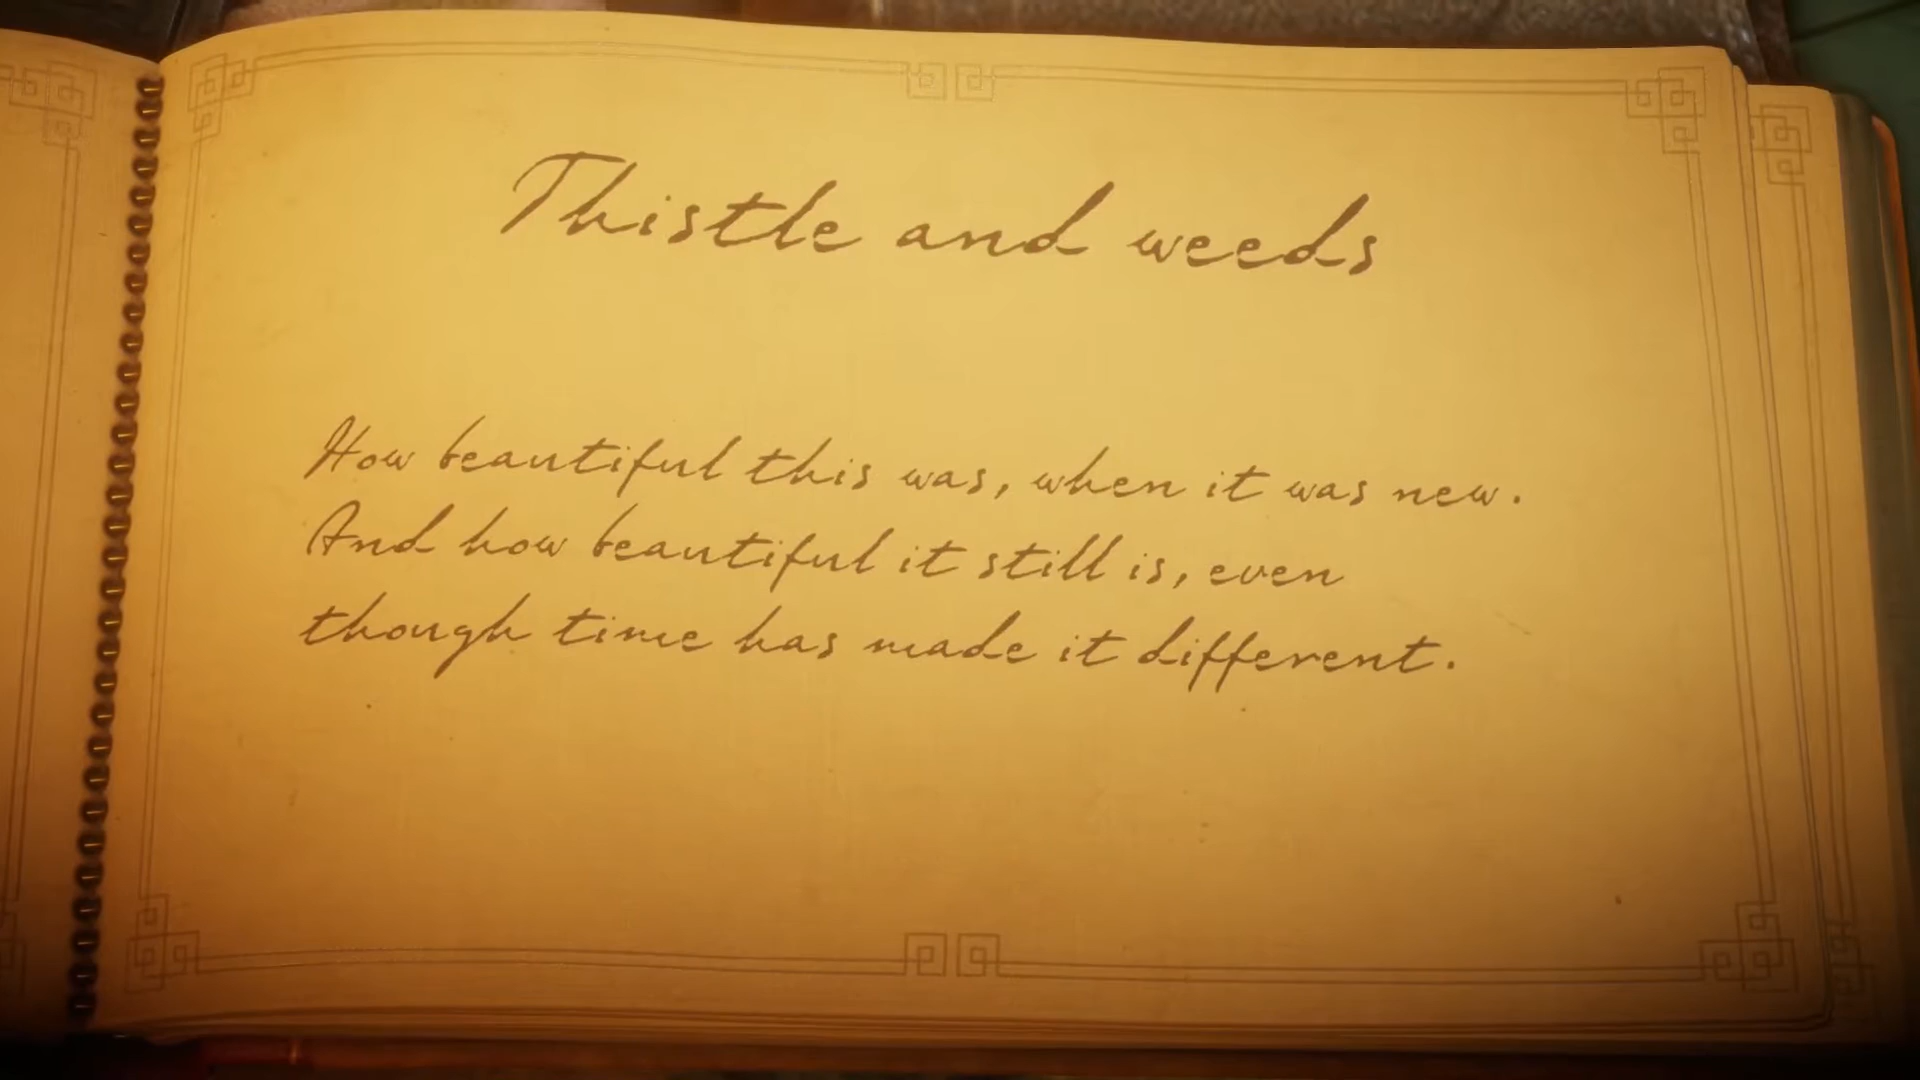 Thistle and weeds
How beautiful this was, when it was new.
And how beautiful it still is, even
though time has made it different.